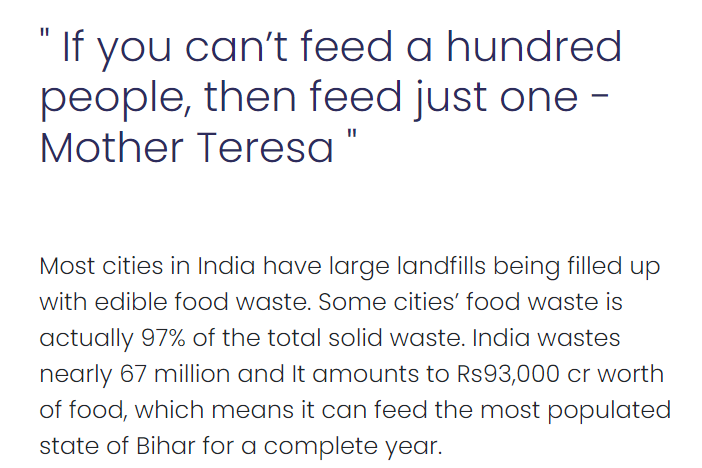 " If you can’t feed a hundred
people, then feed just one -
Mother Teresa "
Most cities in India have large landfills being filled up
with edible food waste. Some cities’ food waste is
actually 97% of the total solid waste. India wastes
nearly 67 million and It amounts to Rs93,000 cr worth
of food, which means it can feed the most populated
state of Bihar for a complete year.